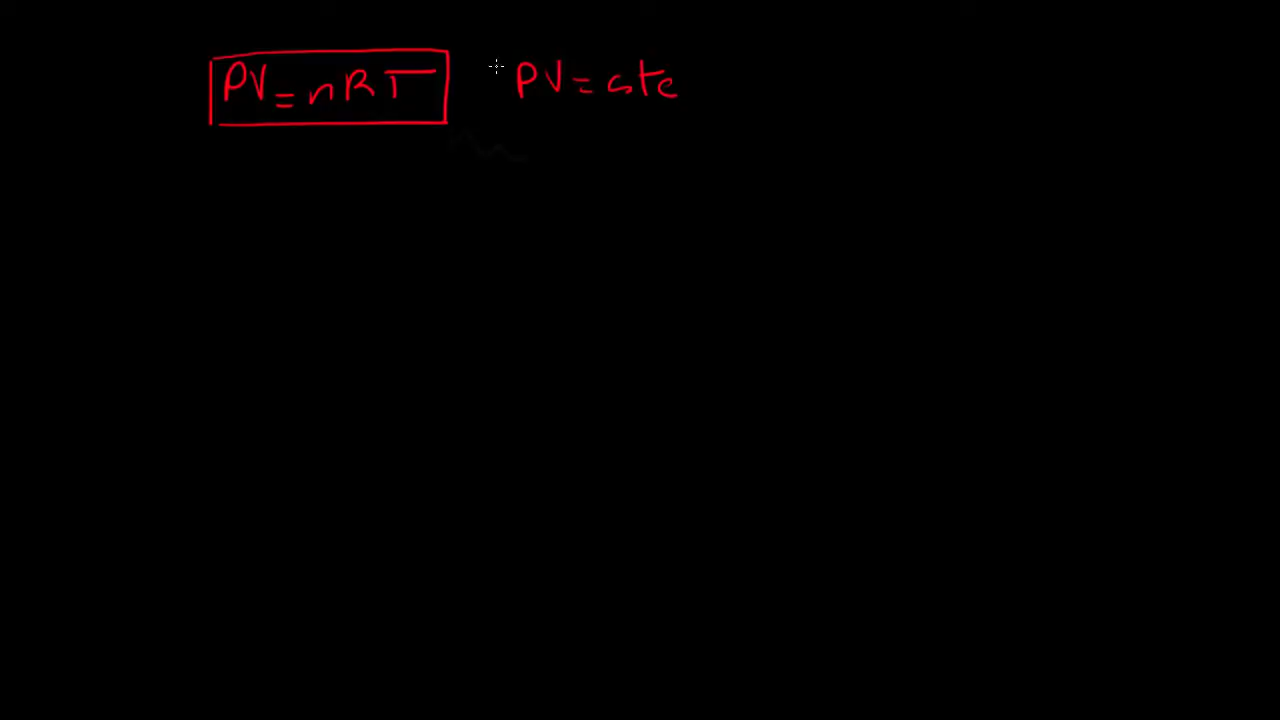 PV = nRT PV = cte